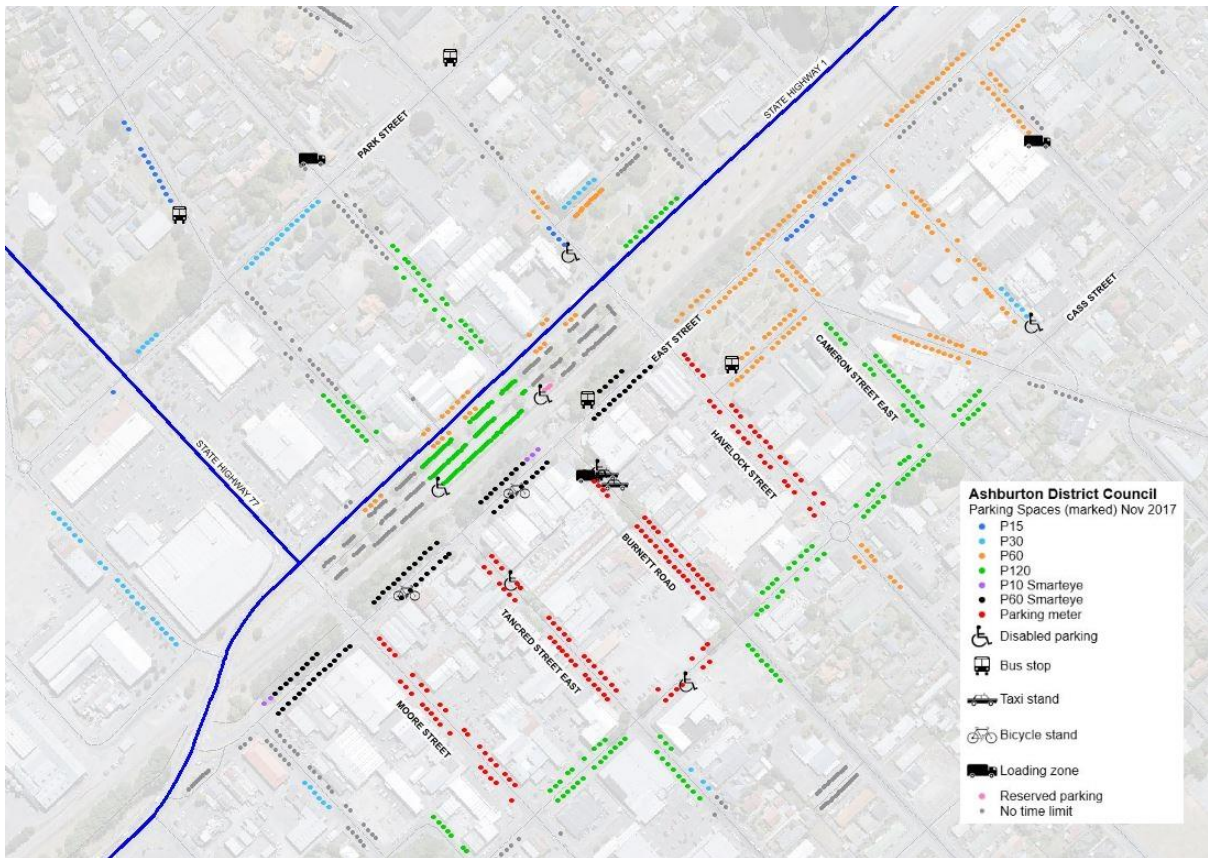 STATE HIGHWAY 1
PARK STREET
CASS STREET
EAST STREET
CAMERON STREET EAST
HAVELOCK STREET
STATE HIGHWAY 77
BURNETT ROAD
TANCRED STREET EAST
MOORE STREET
Ashburton District Council
Parking Spaces (marked) Nov 2017
P15
P30
P60
P120
P10 Smarteye
P60 Smarteye
Parking meter
Disabled parking
Bus stop
Taxi stand
Bicycle stand
Loading zone
Reserved parking
No time limit